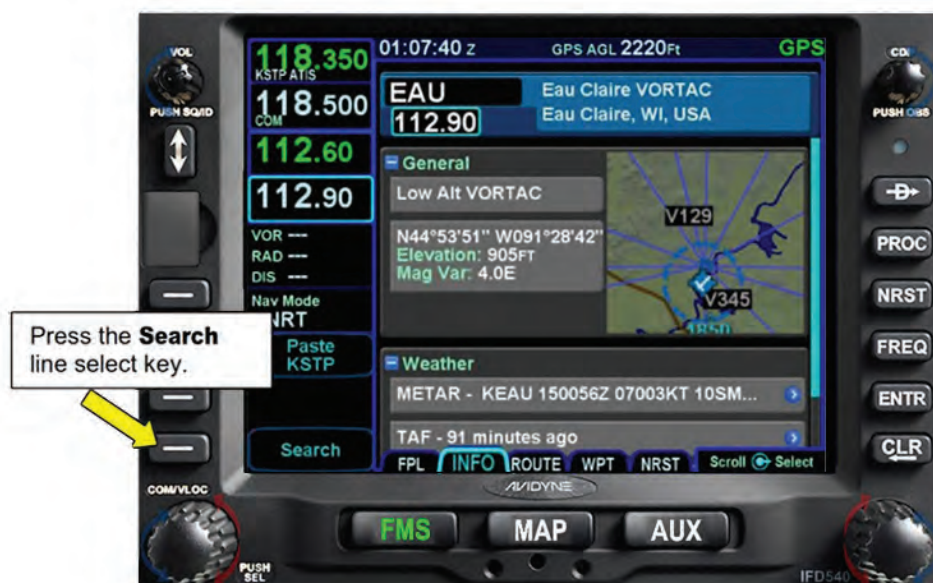 VOL
PUSH SQ/ID
118.350
KSTP ATIS
118.500
COM
112.60
112.90
VOR ---
RAD ---
DIS ---
Nav Mode
NRT
Paste
KSTP
Search
COM/VLOC
PUSH
SEL
Press the Search
line select key.
01:07:40 Z GPS AGL 2220Ft GPS
EAU
112.90
Eau Claire VORTAC
Eau Claire, WI, USA
General
Low Alt VORTAC
N44°53'51" W091°28'42"
Elevation: 905FT
Mag Var: 4.0E
V129
V345
1850
Weather
METAR - KEAU 150056Z 07003KT 10SM...
TAF - 91 minutes ago
FPL INFO ROUTE WPT NRST Scroll Select
AVIDYNE
FMS MAP AUX
CDI
PUSH OBS
D
PROC
NRST
FREQ
ENTR
CLR
IFD540